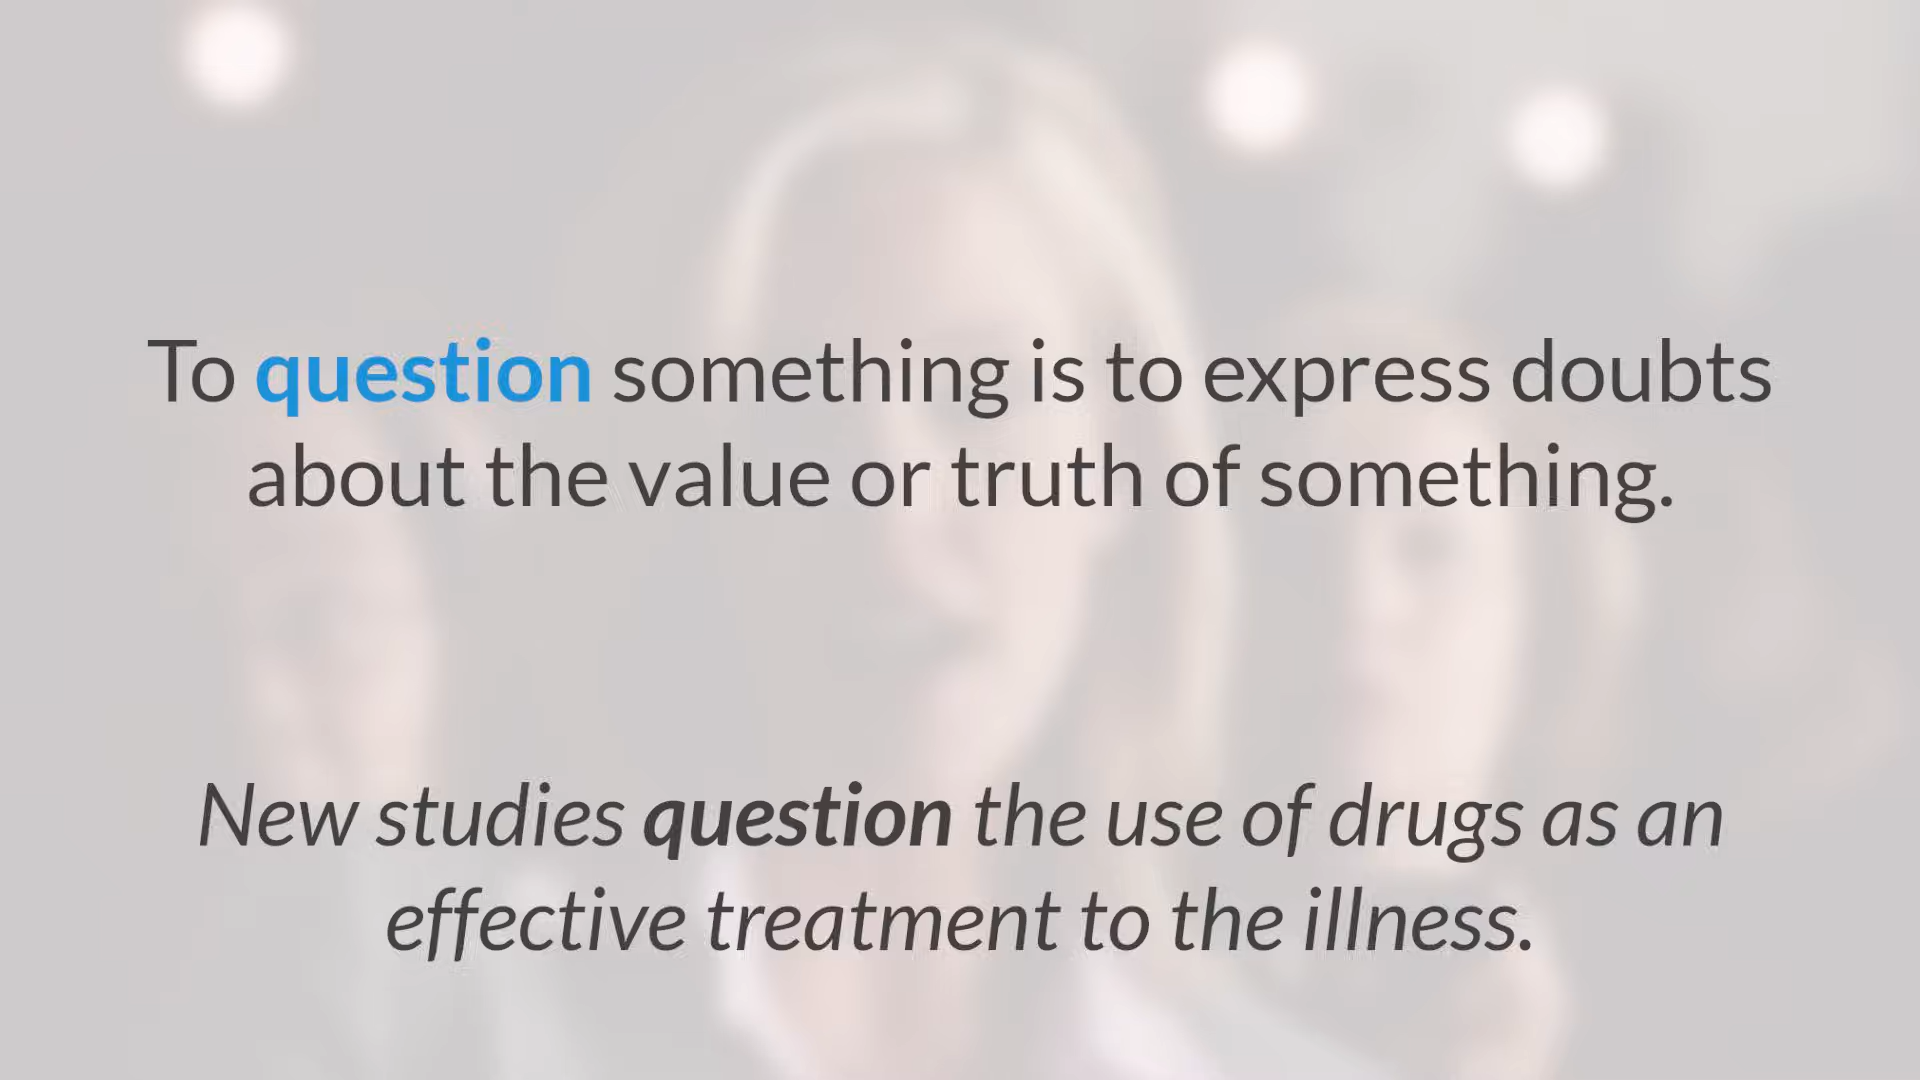 To question something is to express doubts
about the value or truth of something.
New studies question the use of drugs as an
effective treatment to the illness.